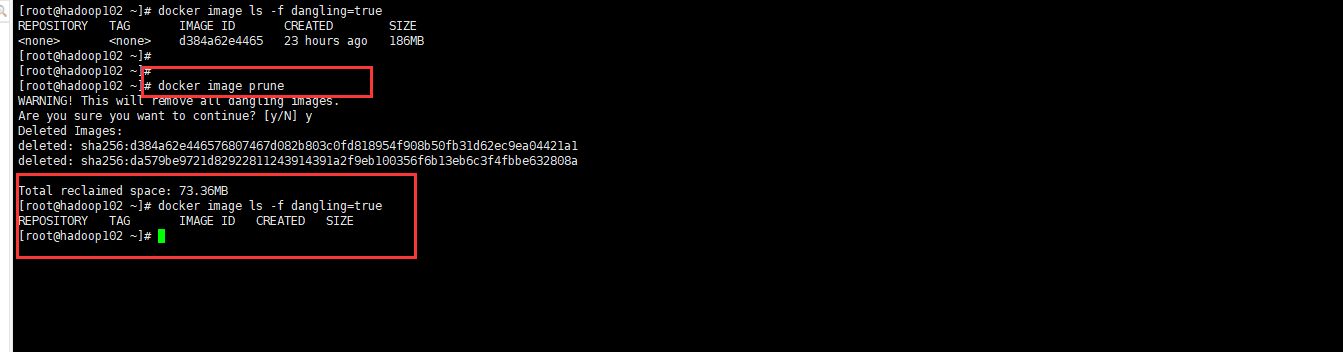 [root@hadoop102 ~]# docker image ls -f dangling=true
REPOSITORY   TAG       IMAGE ID       CREATED        SIZE
<none>       <none>    d384a62e4465   23 hours ago   186MB
[root@hadoop102 ~]#
[root@hadoop102 ~]#
[root@hadoop102 ~]# docker image prune
WARNING! This will remove all dangling images.
Are you sure you want to continue? [y/N] y
Deleted Images:
deleted: sha256:d384a62e446576807467d082b803c0fd818954f908b50fb31d62ec9ea04421a1
deleted: sha256:da579be9721d82922811243914391a2f9eb100356f6b13eb6c3f4fbbe632808a
Total reclaimed space: 73.36MB
[root@hadoop102 ~]# docker image ls -f dangling=true
REPOSITORY   TAG       IMAGE ID   CREATED   SIZE
[root@hadoop102 ~]#